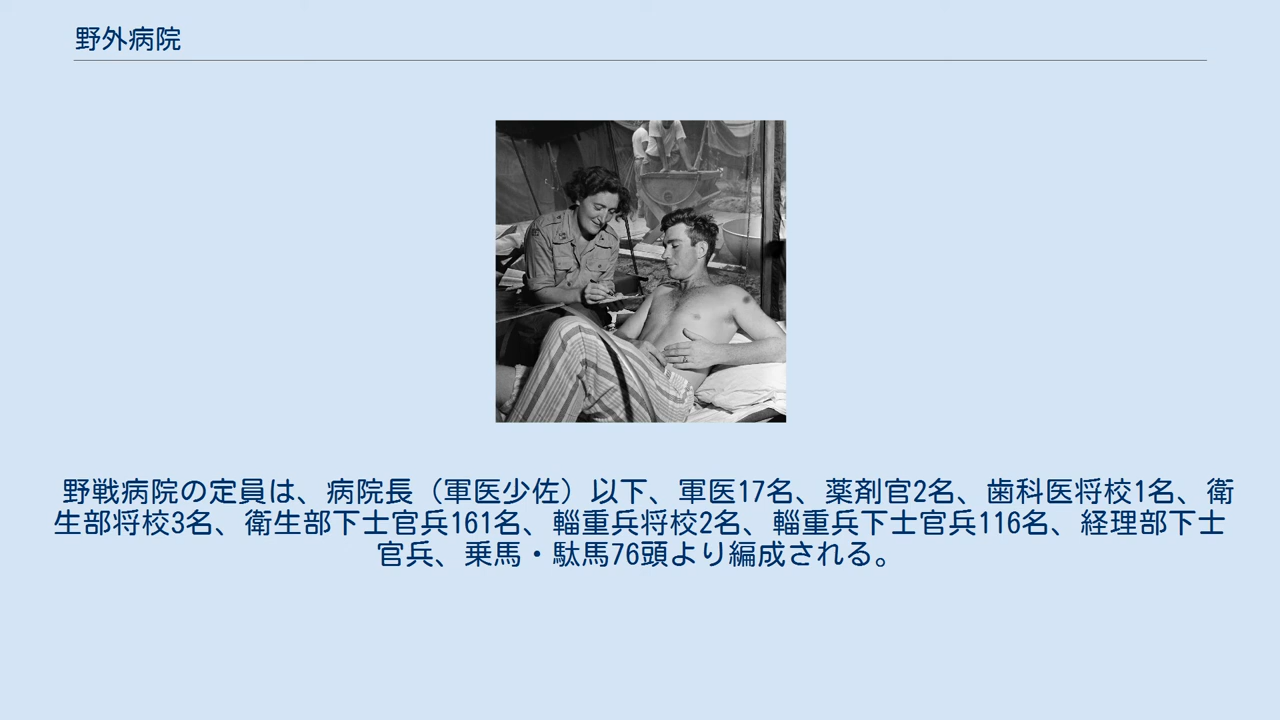 野外病院
野戦病院の定員は、病院長（軍医少佐）以下、軍医17名、薬剤官2名、歯科医将校1名、衛
生部将校3名、衛生部下士官兵161名、輜重兵将校2名、輜重兵下士官兵116名、経理部下士
官兵、乗馬・駄馬76頭より編成される。